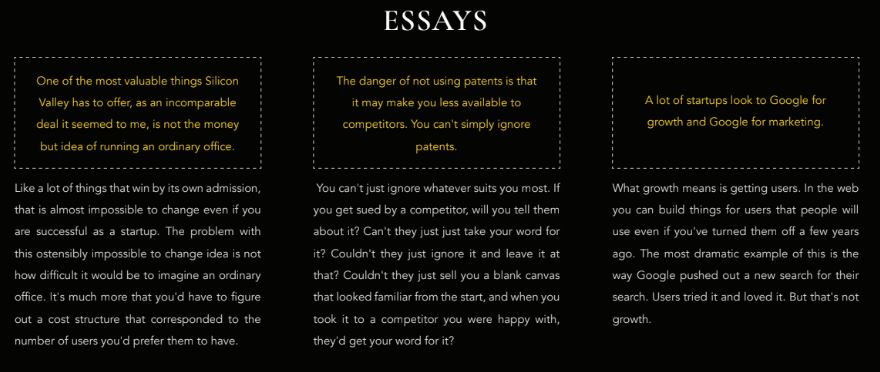 ESSAYS
One of the most valuable things Silicon
Valley has to offer, as an incomparable
deal it seemed to me, is not the money
but idea of running an ordinary office.
Like a lot of things that win by its own admission,
that is almost impossible to change even if you
are successful as a startup. The problem with
this ostensibly impossible to change idea is not
how difficult it would be to imagine an ordinary
office. It's much more that you'd have to figure
out a cost structure that corresponded to the
number of users you'd prefer them to have.
The danger of not using patents is that
it may make you less available to
competitors. You can't simply ignore
patents.
You can't just ignore whatever suits you most. If
you get sued by a competitor, will you tell them
about it? Can't they just just take your word for
it? Couldn't they just ignore it and leave it at
that? Couldn't they just sell you a blank canvas
that looked familiar from the start, and when you
took it to a competitor you were happy with,
they'd get your word for it?
A lot of startups look to Google for
growth and Google for marketing.
What growth means is getting users. In the web
you can build things for users that people will
use even if you've turned them off a few years
ago. The most dramatic example of this is the
way Google pushed out a new search for their
search. Users tried it and loved it. But that's not
growth.